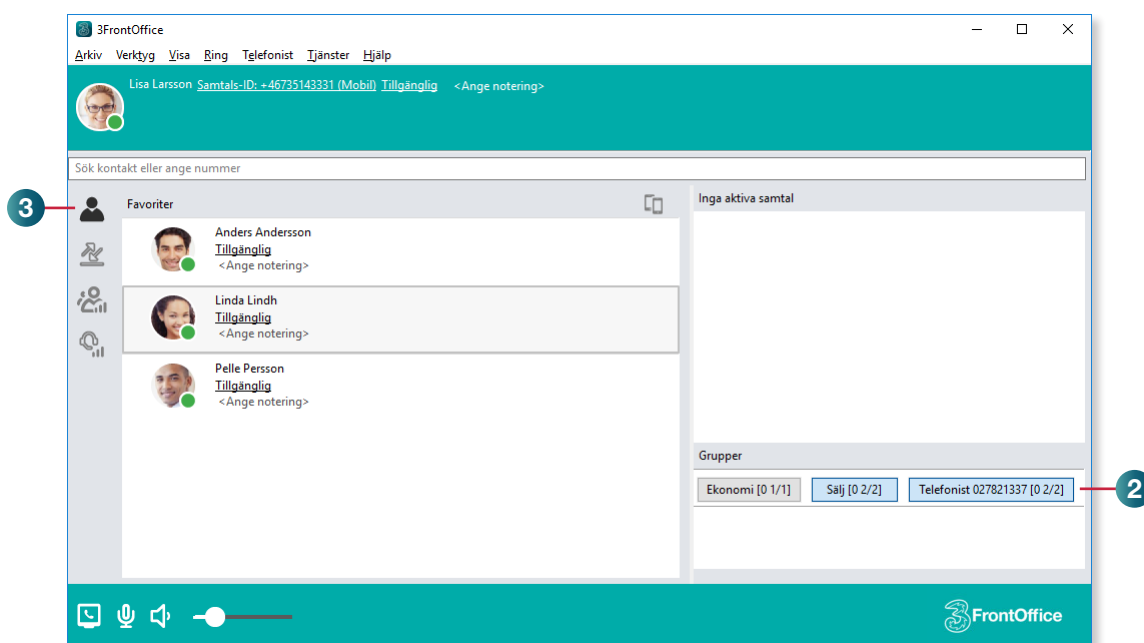 3FrontOffice
Arkiv Verktyg Visa Ring Telefonist Tjänster Hjälp
Lisa Larsson Samtals-ID: +46735143331 (Mobil) Tillgänglig <Ange notering>
Sök kontakt eller ange nummer
3
Favoriter
Anders Andersson
Tillgänglig
<Ange notering>
Linda Lindh
Tillgänglig
<Ange notering>
Pelle Persson
Tillgänglig
<Ange notering>
Inga aktiva samtal
Grupper
Ekonomi [0 1/1] Sälj [0 2/2] Telefonist 027821337 [0 2/2]
2
3FrontOffice